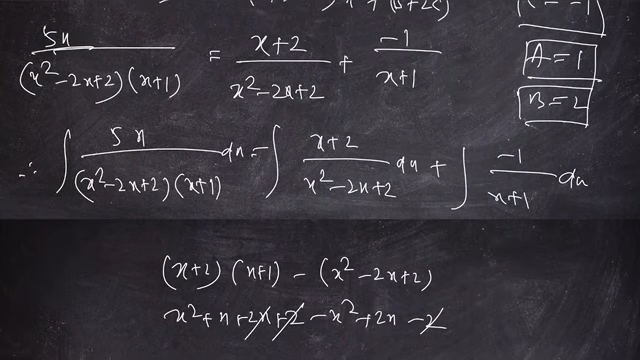 x + (B+2C)
C = -1
5x / (x² - 2x + 2)(x+1) = x+2 / x² - 2x + 2 + -1 / x+1
A = 1
B = 2
∴ ∫ 5x / (x² - 2x + 2)(x+1) dx = ∫ x+2 / x² - 2x + 2 dx + ∫ -1 / x+1 dx
(x+2)(x+1) - (x² - 2x + 2)
x² + x + 2x + 2 - x² + 2x - 2